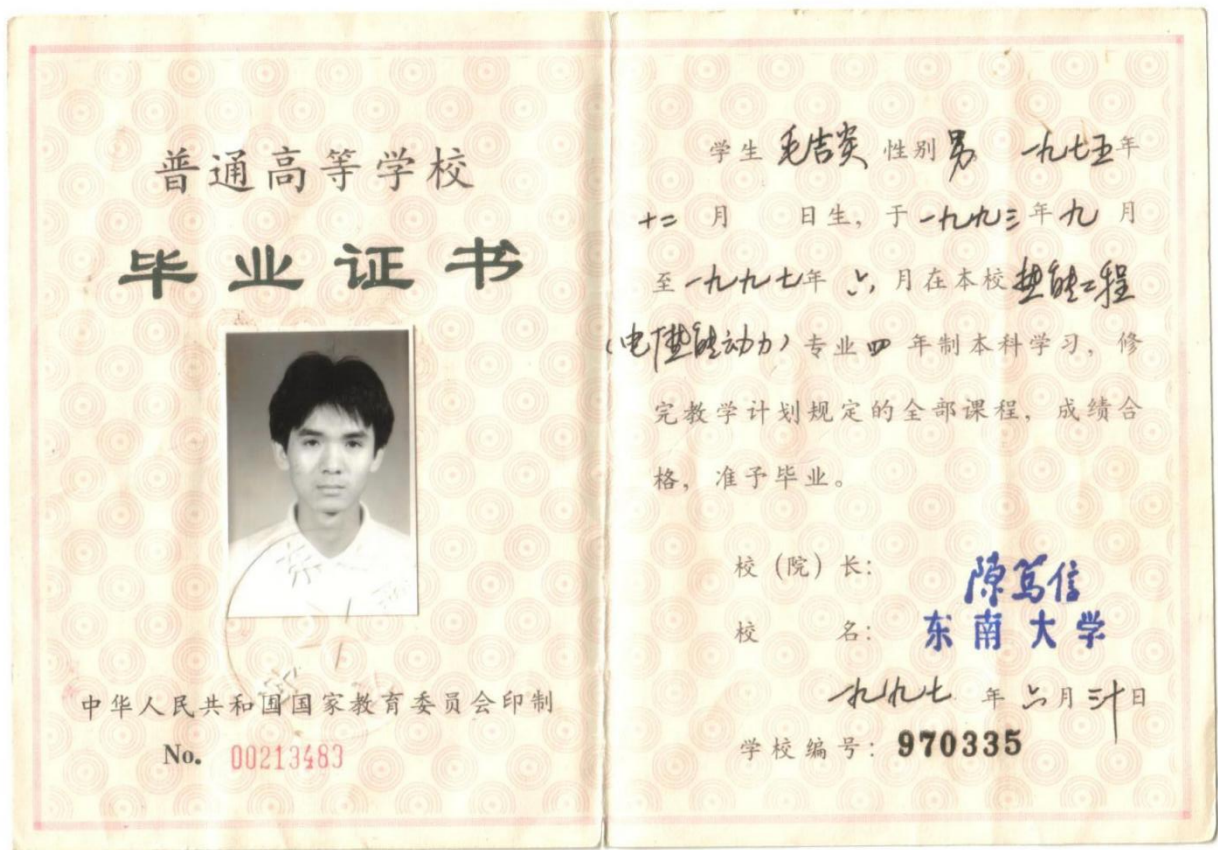 普通高等学校
毕业证书
中华人民共和国国家教育委员会印制
No. 00213483
学生 毛吉炎 性别 男 一九七五年
十二 月 日生, 于 一九九三 年 九 月
至 一九九七 年 六 月在本校 热能工程
(电厂热能动力) 专业 四 年制本科学习, 修
完教学计划规定的全部课程, 成绩合
格, 准予毕业。
校 (院) 长: 陈笃信
校 名: 东南大学
一九九七 年 六 月 三十 日
学校编号: 970335